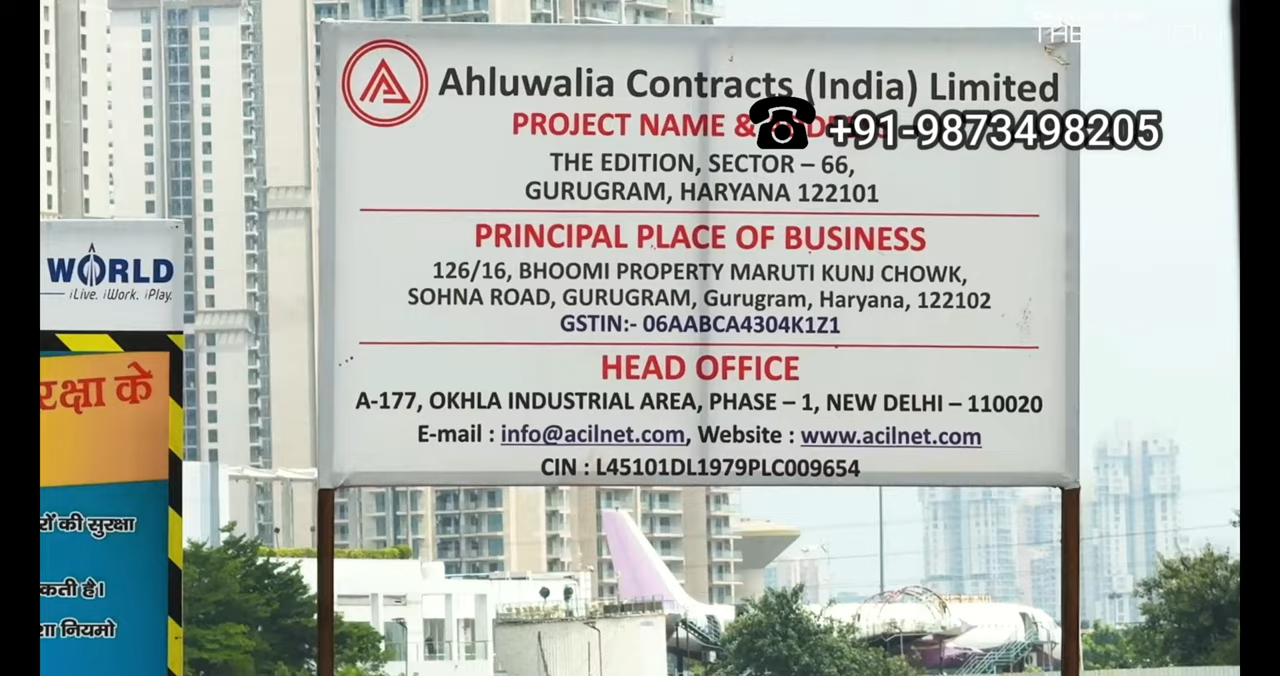 Ahluwalia Contracts (India) Limited
PROJECT NAME &
+91-9873498205
THE EDITION, SECTOR – 66,
GURUGRAM, HARYANA 122101
PRINCIPAL PLACE OF BUSINESS
126/16, BHOOMI PROPERTY MARUTI KUNJ CHOWK,
SOHNA ROAD, GURUGRAM, Gurugram, Haryana, 122102
GSTIN:- 06AABCA4304K1Z1
HEAD OFFICE
A-177, OKHLA INDUSTRIAL AREA, PHASE – 1, NEW DELHI – 110020
E-mail : info@acilnet.com, Website : www.acilnet.com
CIN : L45101DL1979PLC009654
WORLD
iLive. iWork. iPlay.
के
की सुरक्षा
है।
नियमो